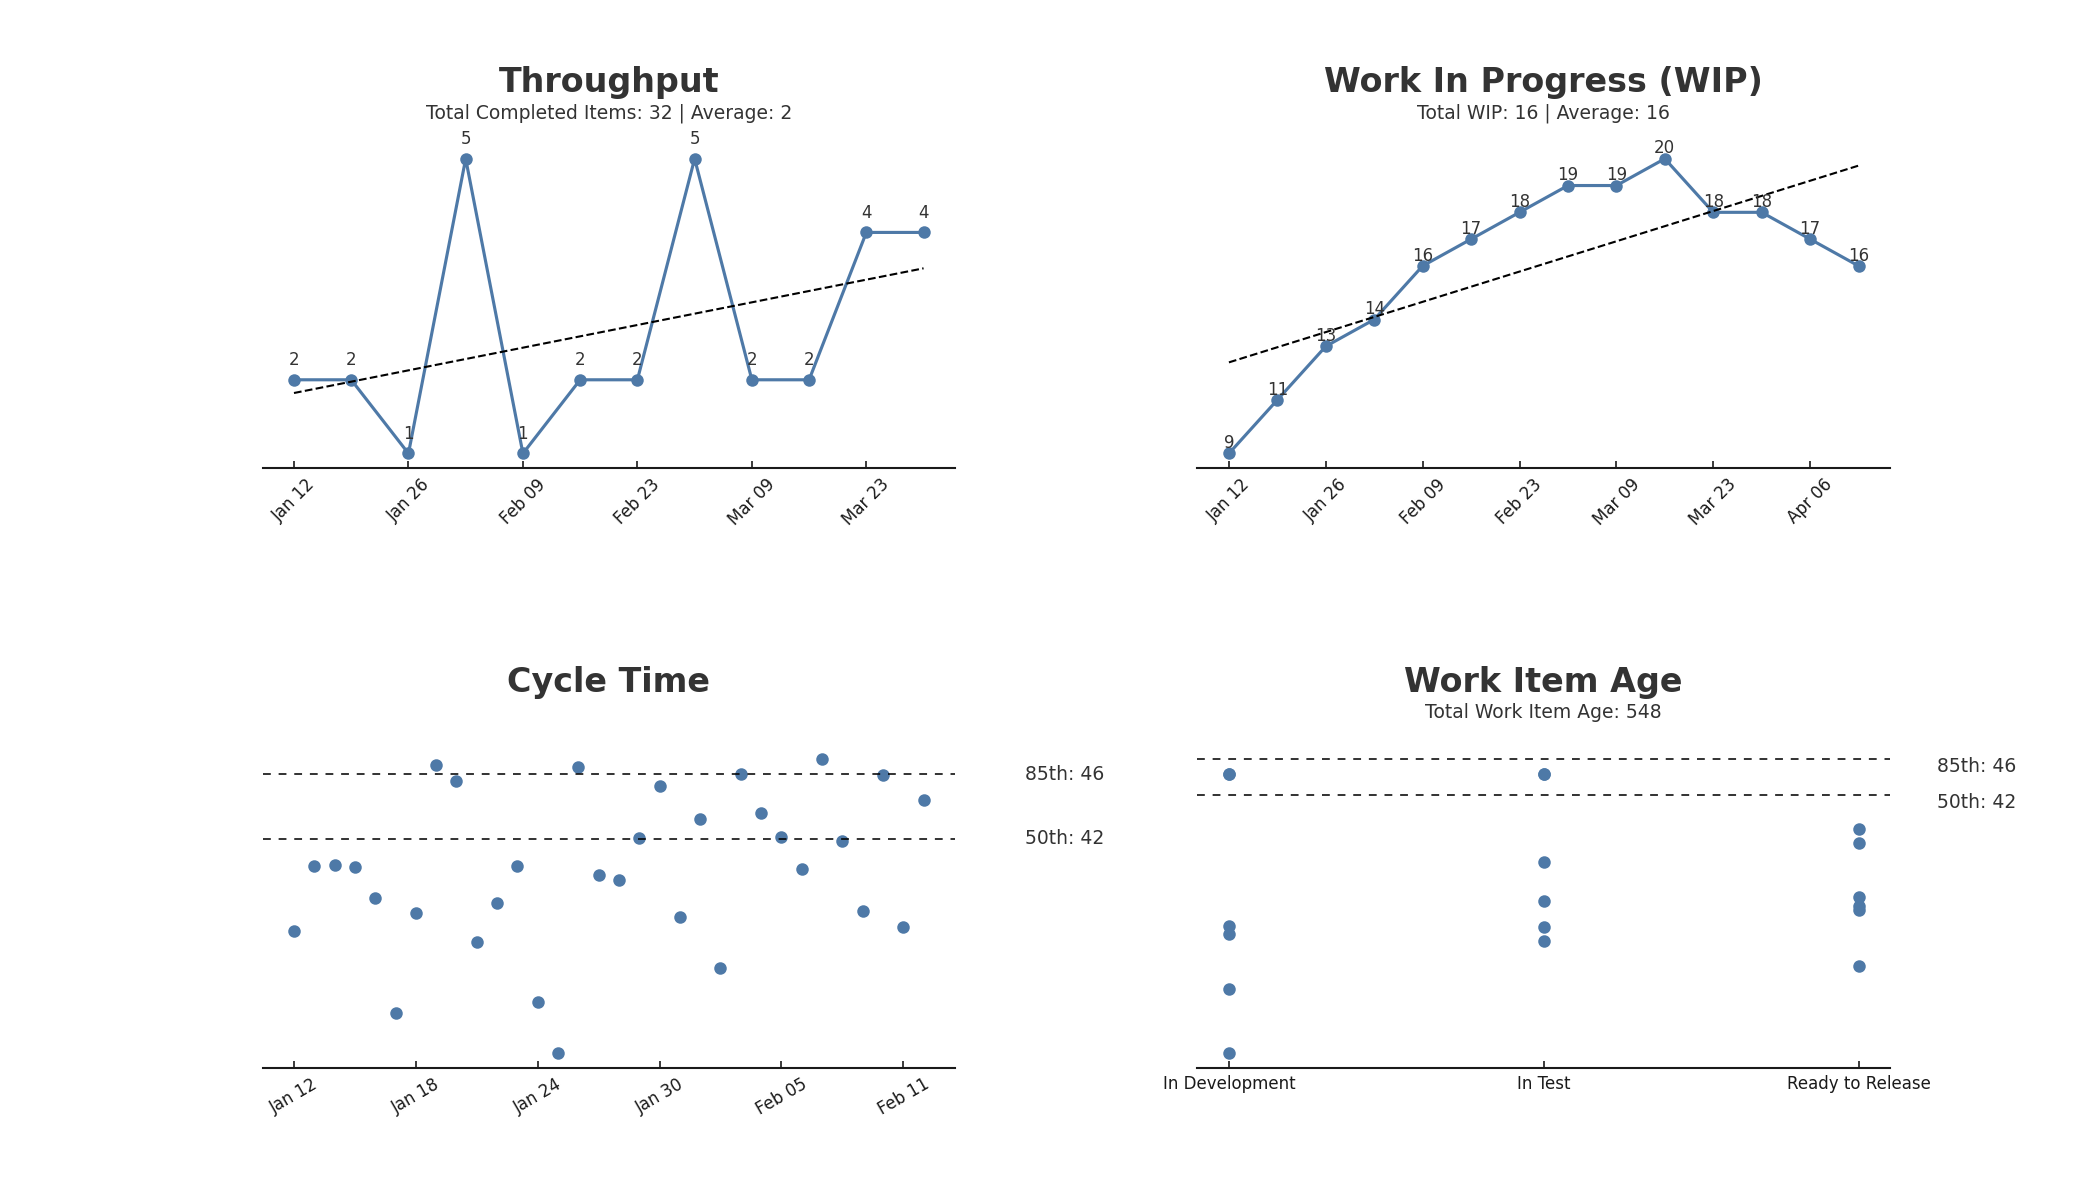 Throughput
Total Completed Items: 32 | Average: 2
2
2
1
5
1
2
2
5
2
2
4
4
Jan 12
Jan 26
Feb 09
Feb 23
Mar 09
Mar 23
Work In Progress (WIP)
Total WIP: 16 | Average: 16
9
11
13
14
16
17
18
19
19
20
18
18
17
16
Jan 12
Jan 26
Feb 09
Feb 23
Mar 09
Mar 23
Apr 06
Cycle Time
85th: 46
50th: 42
Jan 12
Jan 18
Jan 24
Jan 30
Feb 05
Feb 11
Work Item Age
Total Work Item Age: 548
85th: 46
50th: 42
In Development
In Test
Ready to Release